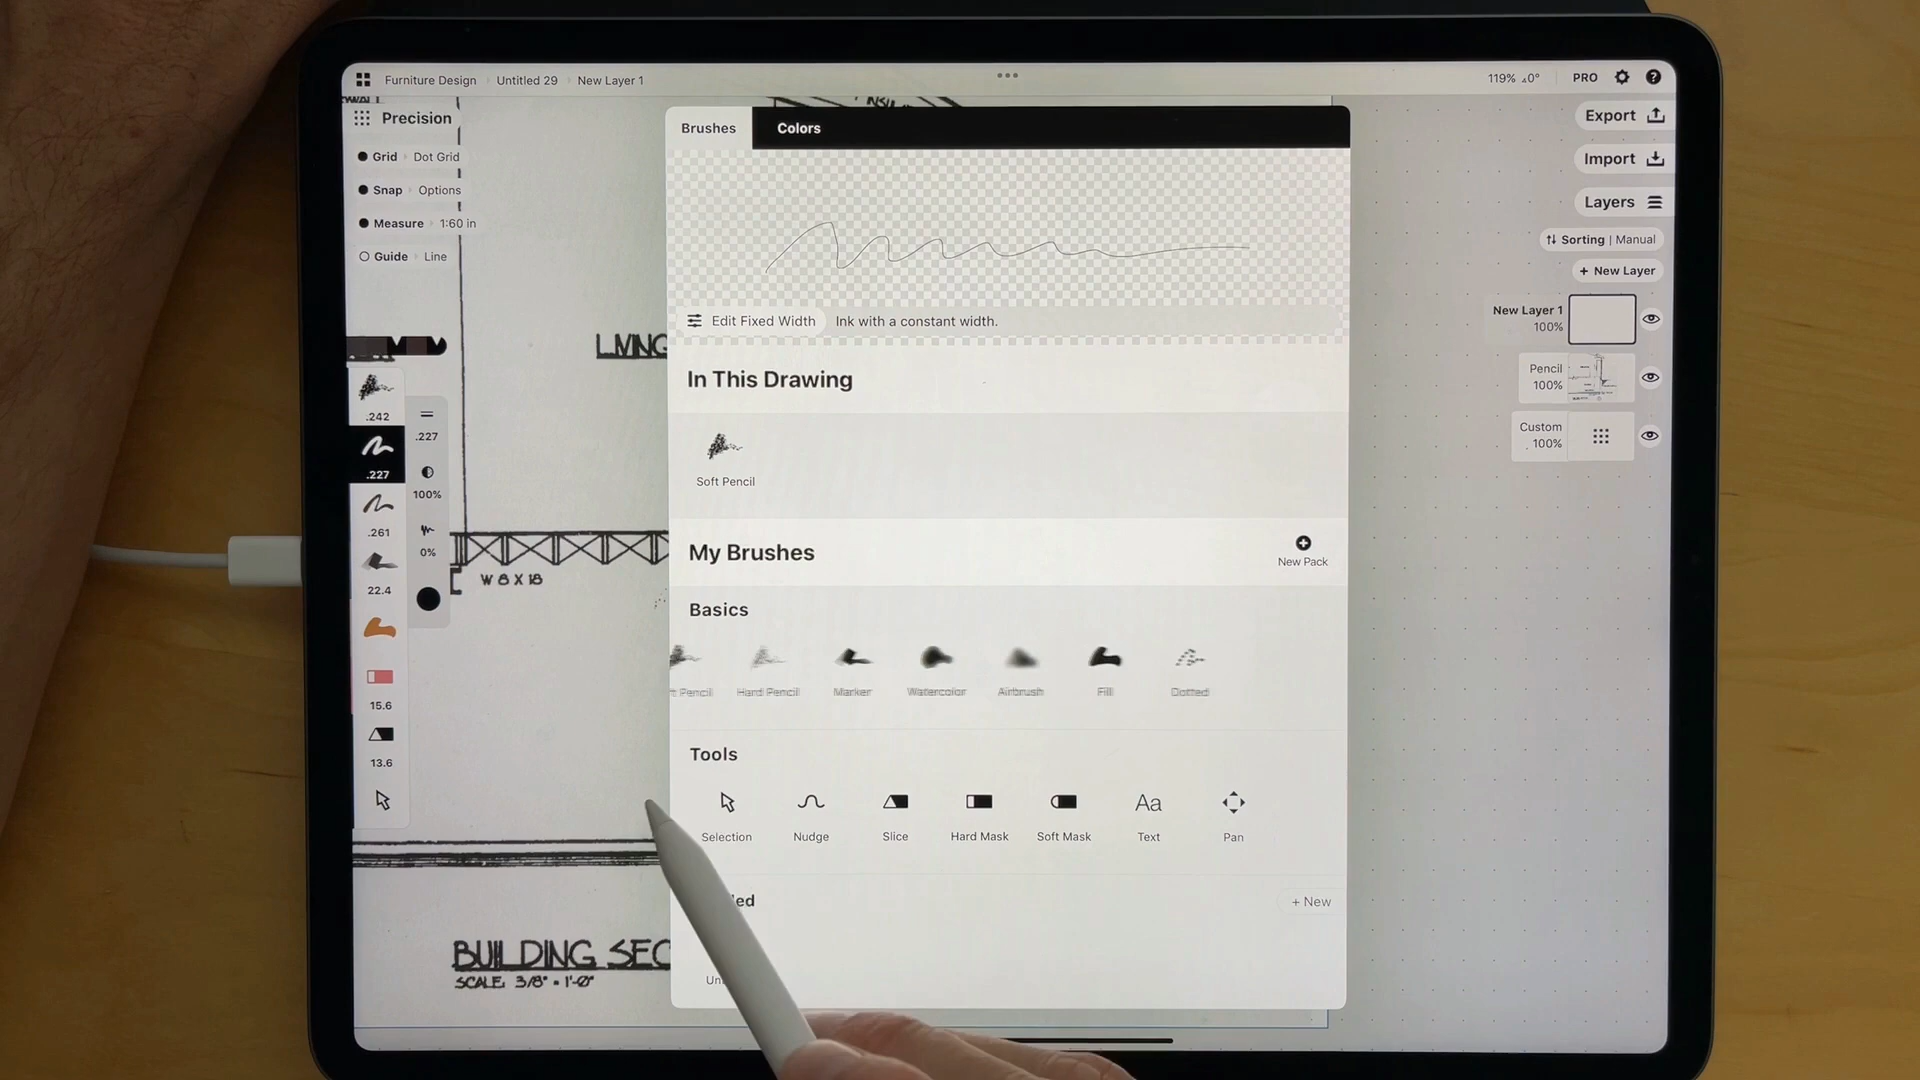 Furniture Design › Untitled 29 › New Layer 1
119% ⊿0° PRO
Precision
Grid › Dot Grid
Snap › Options
Measure › 1:60 in
Guide › Line
.242
.227
.261
22.4
15.6
13.6
.227
100%
0%
LIVING
W 8 X 18
BUILDING SEC
SCALE: 3/8" = 1'-0"
Brushes
Colors
Edit Fixed Width
Ink with a constant width.
In This Drawing
Soft Pencil
My Brushes
New Pack
Basics
t Pencil
Hard Pencil
Marker
Watercolor
Airbrush
Fill
Dotted
Tools
Selection
Nudge
Slice
Hard Mask
Soft Mask
Aa
Text
Pan
led
+ New
Un
Export
Import
Layers
Sorting | Manual
+ New Layer
New Layer 1
100%
Pencil
100%
Custom
100%